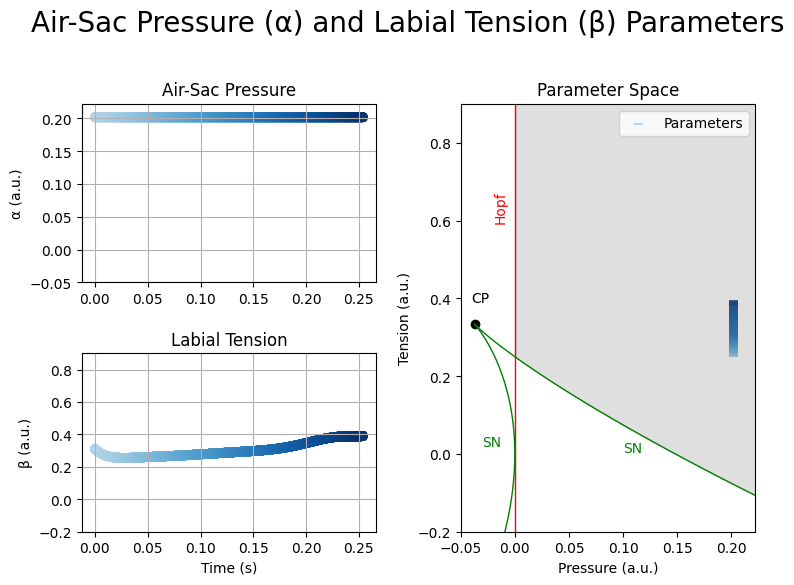 Air-Sac Pressure (α) and Labial Tension (β) Parameters
Air-Sac Pressure
α (a.u.)
0.20
0.15
0.10
0.05
0.00
−0.05
0.00 0.05 0.10 0.15 0.20 0.25
Labial Tension
β (a.u.)
0.8
0.6
0.4
0.2
0.0
−0.2
0.00 0.05 0.10 0.15 0.20 0.25
Time (s)
Parameter Space
Parameters
Tension (a.u.)
0.8
0.6
0.4
0.2
0.0
−0.2
Hopf
CP
SN
SN
−0.05 0.00 0.05 0.10 0.15 0.20
Pressure (a.u.)